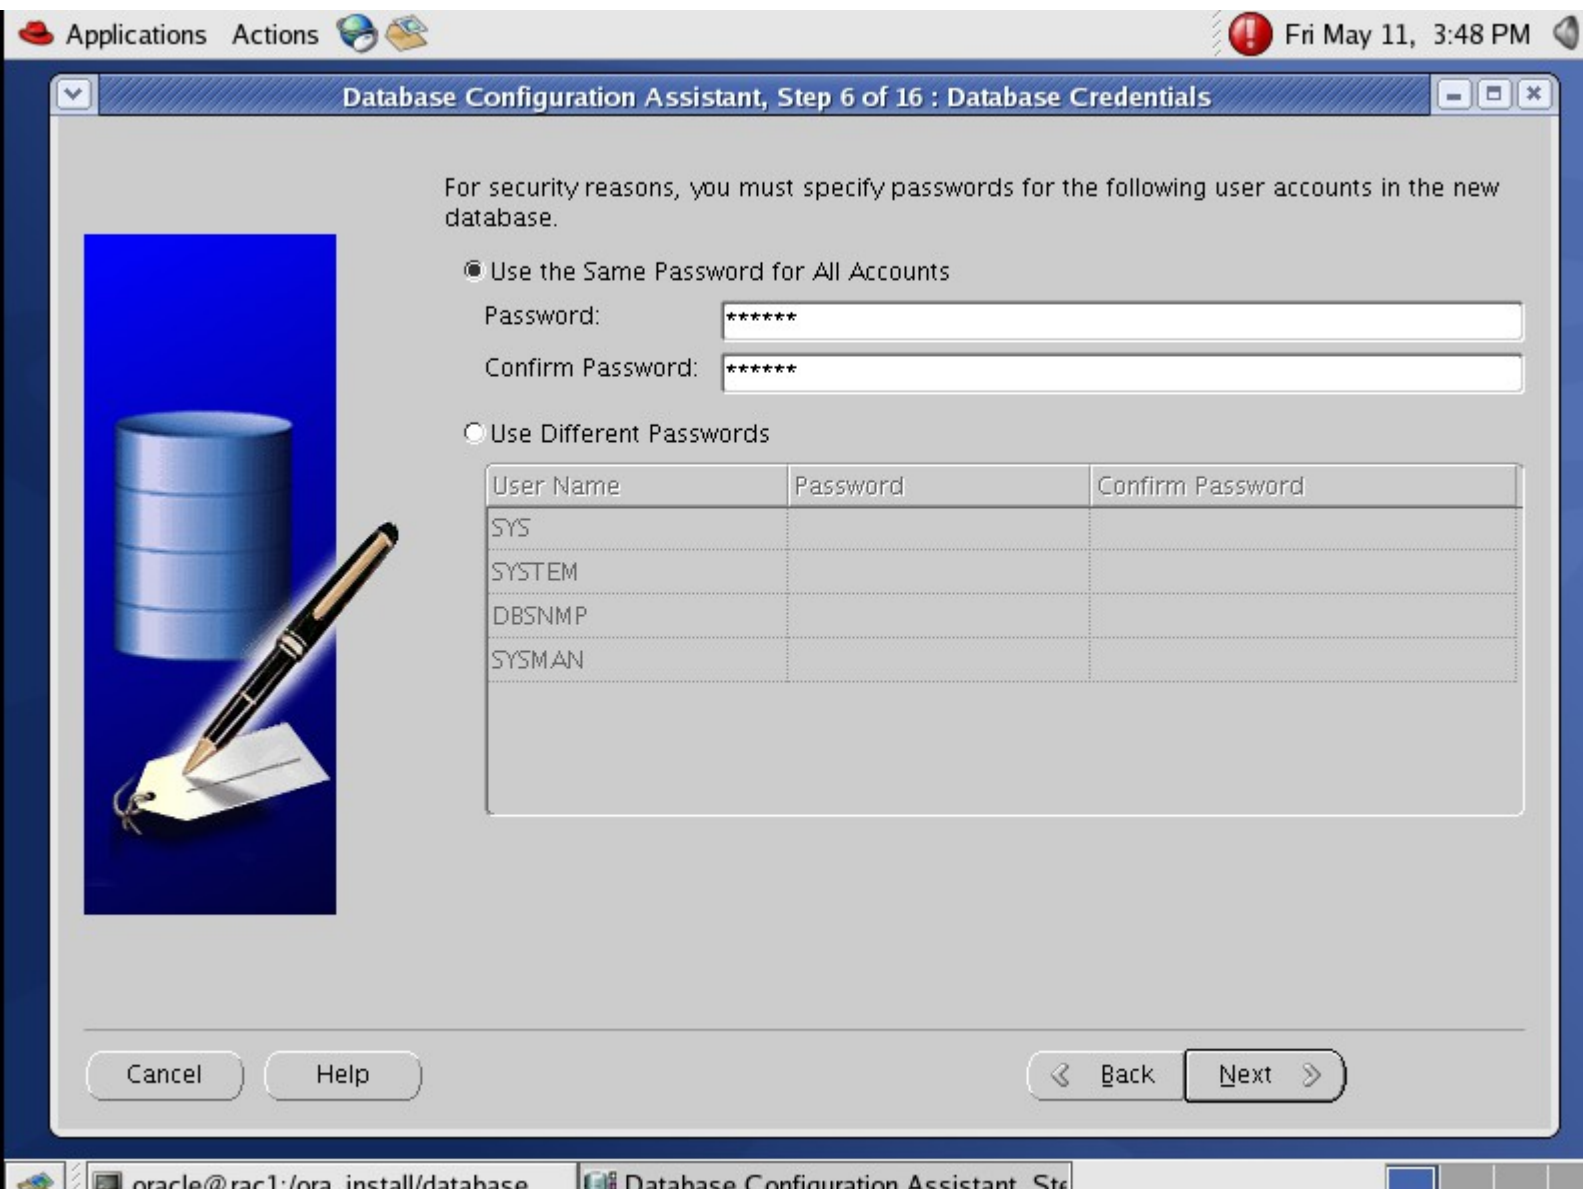 Applications Actions Fri May 11, 3:48 PM
Database Configuration Assistant, Step 6 of 16 : Database Credentials
For security reasons, you must specify passwords for the following user accounts in the new
database.
Use the Same Password for All Accounts
Password: ******
Confirm Password: ******
Use Different Passwords
User Name Password Confirm Password
SYS
SYSTEM
DBSNMP
SYSMAN
Cancel Help Back Next
oracle@rac1:/ora_install/database Database Configuration Assistant, Ste